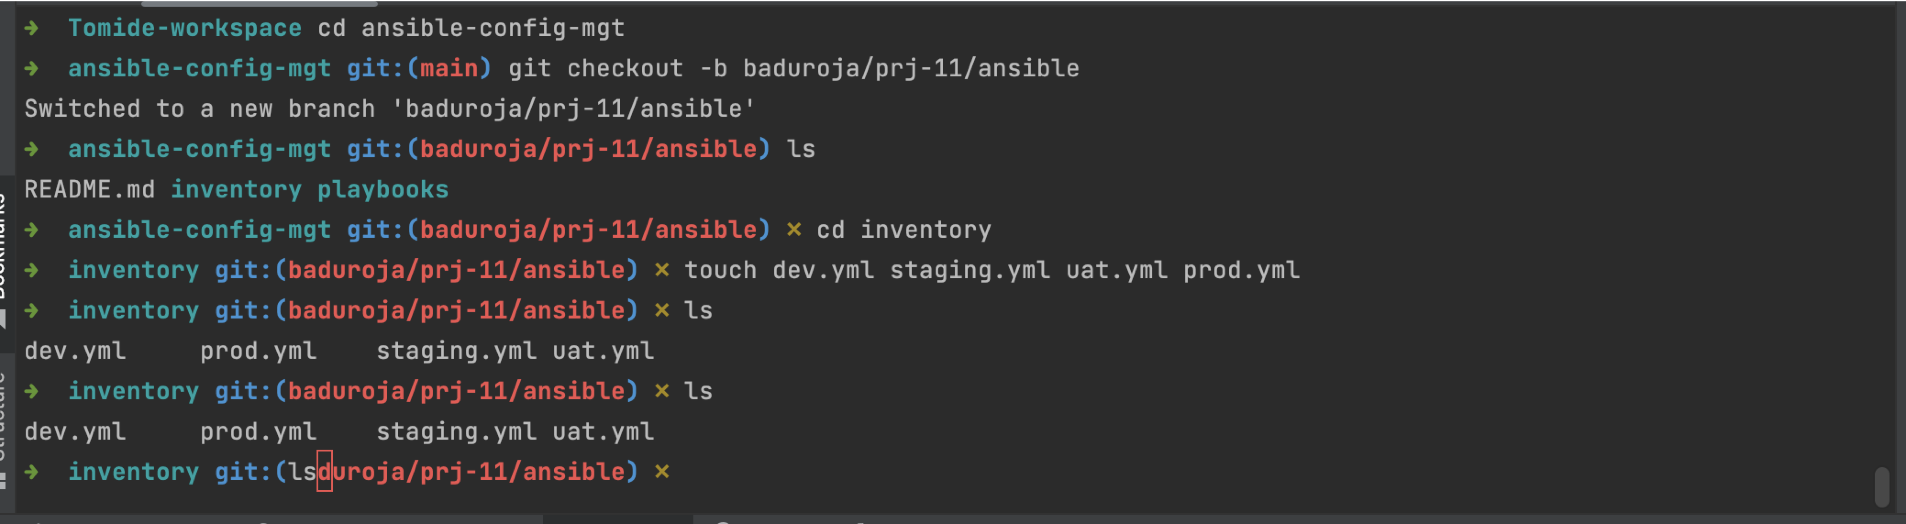 ➜ Tomide-workspace cd ansible-config-mgt
➜ ansible-config-mgt git:(main) git checkout -b baduroja/prj-11/ansible
Switched to a new branch 'baduroja/prj-11/ansible'
➜ ansible-config-mgt git:(baduroja/prj-11/ansible) ls
README.md inventory playbooks
➜ ansible-config-mgt git:(baduroja/prj-11/ansible) ✗ cd inventory
➜ inventory git:(baduroja/prj-11/ansible) ✗ touch dev.yml staging.yml uat.yml prod.yml
➜ inventory git:(baduroja/prj-11/ansible) ✗ ls
dev.yml prod.yml staging.yml uat.yml
➜ inventory git:(baduroja/prj-11/ansible) ✗ ls
dev.yml prod.yml staging.yml uat.yml
➜ inventory git:(lsduroja/prj-11/ansible) ✗
Structure